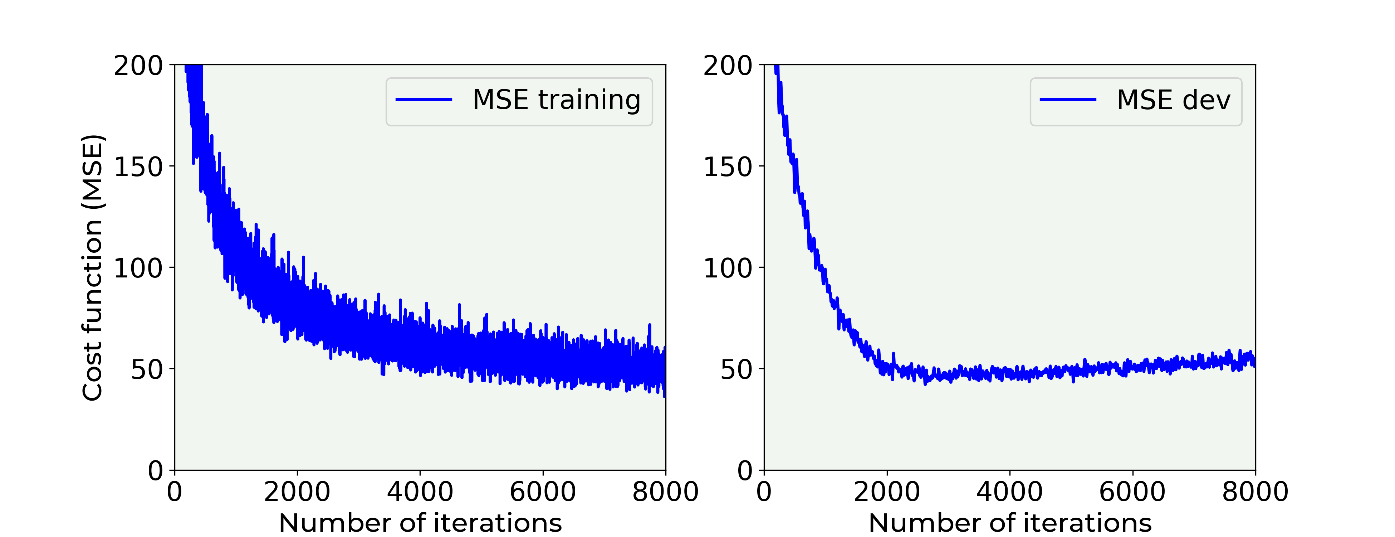 Cost function (MSE)
200
150
100
50
0
MSE training
0 2000 4000 6000 8000
Number of iterations
200
150
100
50
0
MSE dev
0 2000 4000 6000 8000
Number of iterations